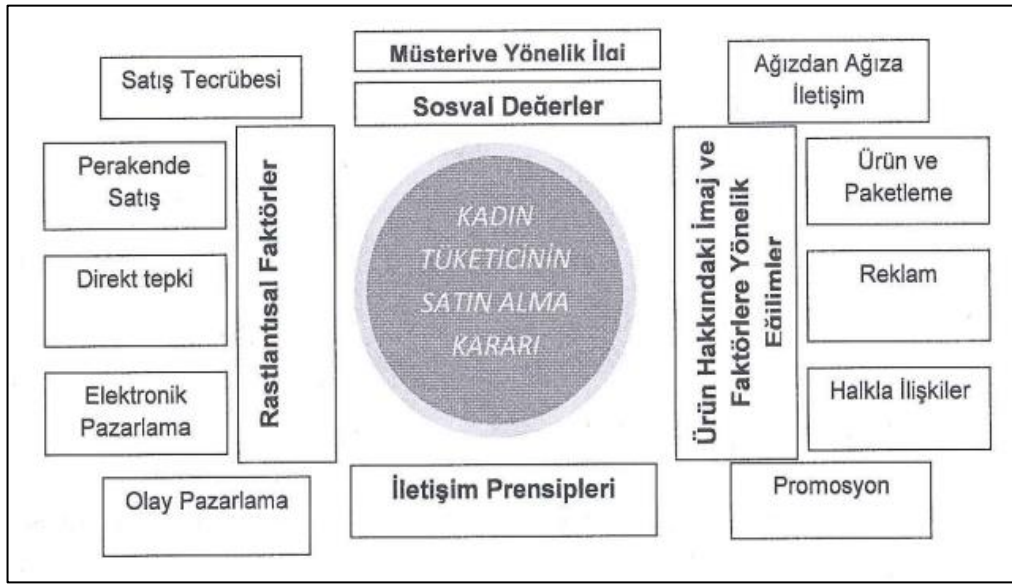 Müsterive Yönelik İlgi
Sosval Değerler
Satış Tecrübesi
Perakende
Satış
Direkt tepki
Elektronik
Pazarlama
Olay Pazarlama
Rastlantısal Faktörler
KADIN
TÜKETİCİNİN
SATIN ALMA
KARARI
İletişim Prensipleri
Ürün Hakkındaki İmaj ve
Faktörlere Yönelik
Eğilimler
Ağızdan Ağıza
İletişim
Ürün ve
Paketleme
Reklam
Halkla İlişkiler
Promosyon